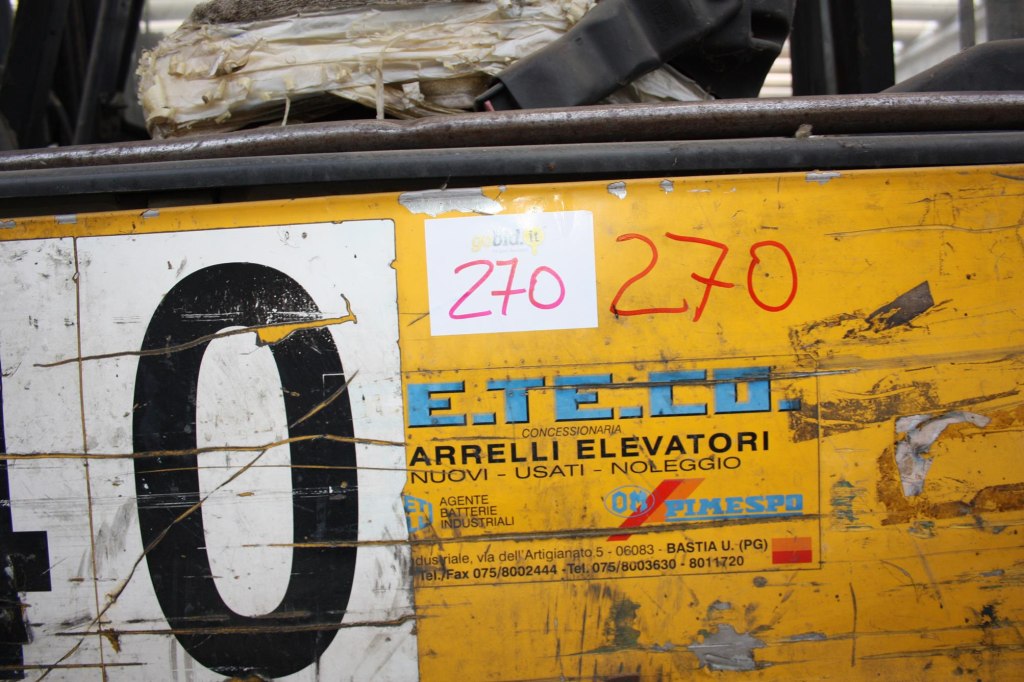 40
gobid.it
270
270
E.TE.CO.
CONCESSIONARIA
ARRELLI ELEVATORI
NUOVI - USATI - NOLEGGIO
AGENTE
BATTERIE
INDUSTRIALI
OM PIMESPO
dustriale, via dell'Artigianato 5 - 06083 - BASTIA U. (PG)
Tel./Fax 075/8002444 - Tel. 075/8003630 - 8011720